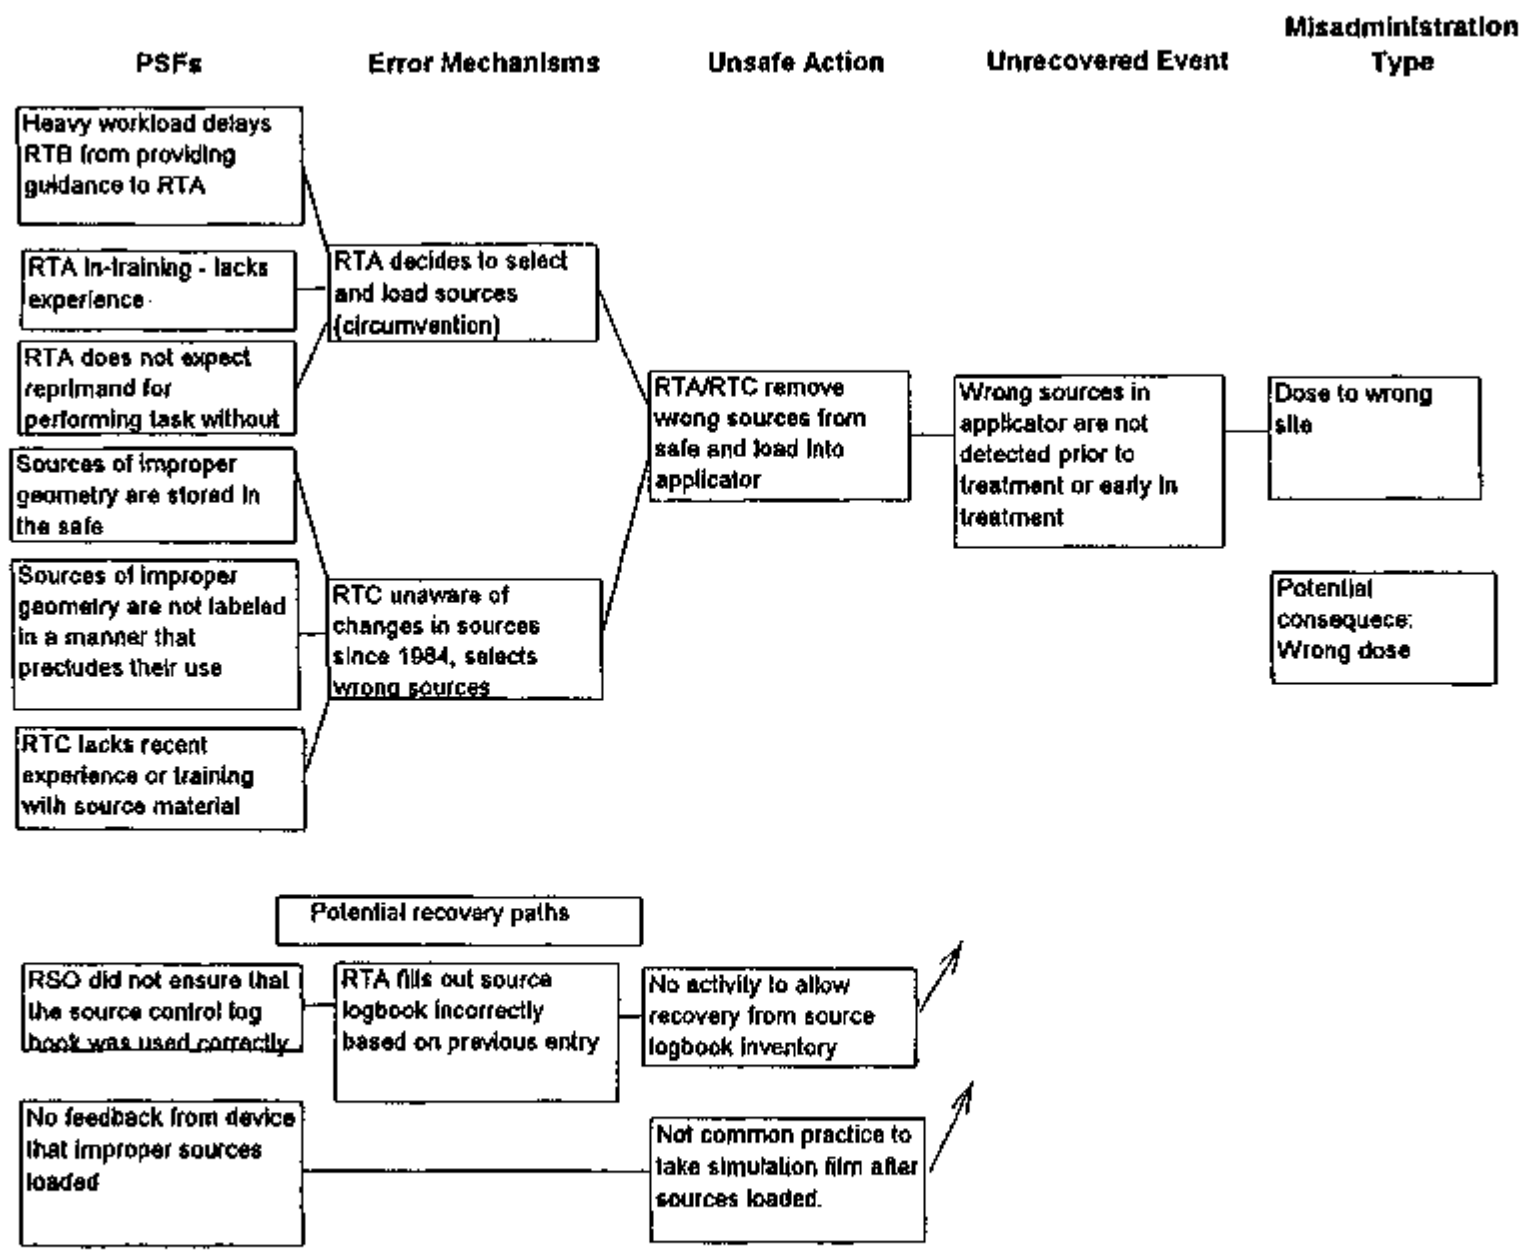 Misadministration
Type
PSFs
Error Mechanisms
Unsafe Action
Unrecovered Event
Heavy workload delays
RTB from providing
guidance to RTA
RTA in-training - lacks
experience
RTA does not expect
reprimand for
performing task without
Sources of improper
geometry are stored in
the safe
Sources of improper
geometry are not labeled
in a manner that
precludes their use
RTC lacks recent
experience or training
with source material
RTA decides to select
and load sources
(circumvention)
RTC unaware of
changes in sources
since 1984, selects
wrong sources
RTA/RTC remove
wrong sources from
safe and load into
applicator
Wrong sources in
applicator are not
detected prior to
treatment or early in
treatment
Dose to wrong
site
Potential
consequece:
Wrong dose
Potential recovery paths
RSO did not ensure that
the source control log
book was used correctly
RTA fills out source
logbook incorrectly
based on previous entry
No activity to allow
recovery from source
logbook inventory
No feedback from device
that improper sources
loaded
Not common practice to
take simulation film after
sources loaded.